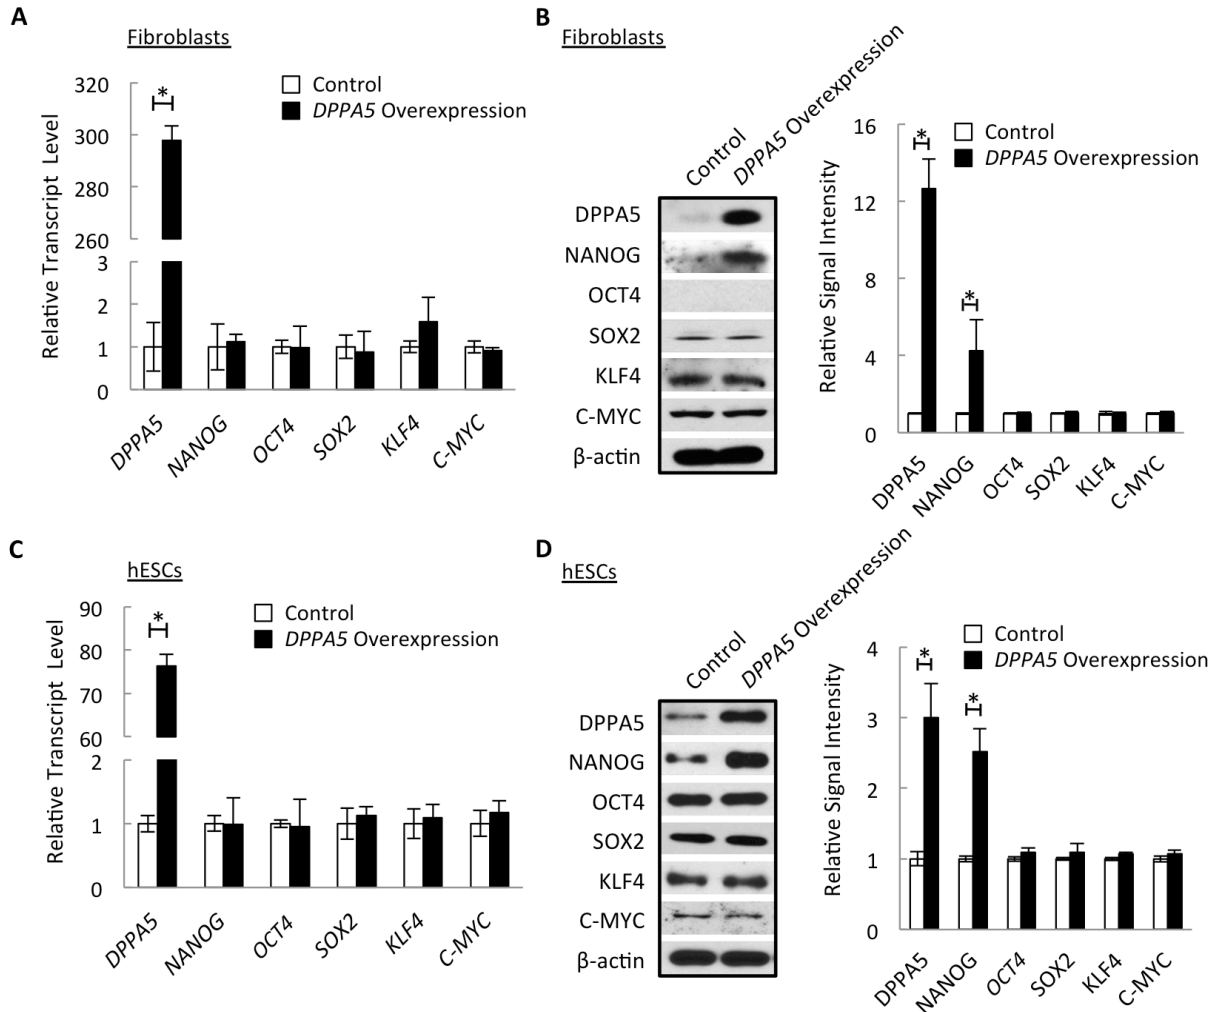 A
Fibroblasts
Relative Transcript Level
320
300
280
260
3
2
1
0
*
Control
DPPA5 Overexpression
DPPA5
NANOG
OCT4
SOX2
KLF4
C-MYC
B
Fibroblasts
Control
DPPA5 Overexpression
DPPA5
NANOG
OCT4
SOX2
KLF4
C-MYC
β-actin
Relative Signal Intensity
16
12
8
4
0
*
*
Control
DPPA5 Overexpression
DPPA5
NANOG
OCT4
SOX2
KLF4
C-MYC
C
hESCs
Relative Transcript Level
90
80
70
60
2
1
0
*
Control
DPPA5 Overexpression
DPPA5
NANOG
OCT4
SOX2
KLF4
C-MYC
D
hESCs
Control
DPPA5 Overexpression
DPPA5
NANOG
OCT4
SOX2
KLF4
C-MYC
β-actin
Relative Signal Intensity
4
3
2
1
0
*
*
Control
DPPA5 Overexpression
DPPA5
NANOG
OCT4
SOX2
KLF4
C-MYC